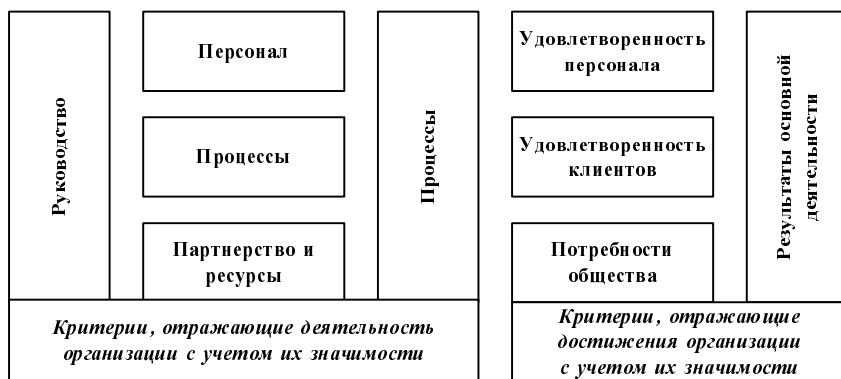 Руководство
Персонал
Процессы
Партнерство и
ресурсы
Процессы
Критерии, отражающие деятельность
организации с учетом их значимости
Удовлетворенность
персонала
Удовлетворенность
клиентов
Потребности
общества
Результаты основной
деятельности
Критерии, отражающие
достижения организации
с учетом их значимости